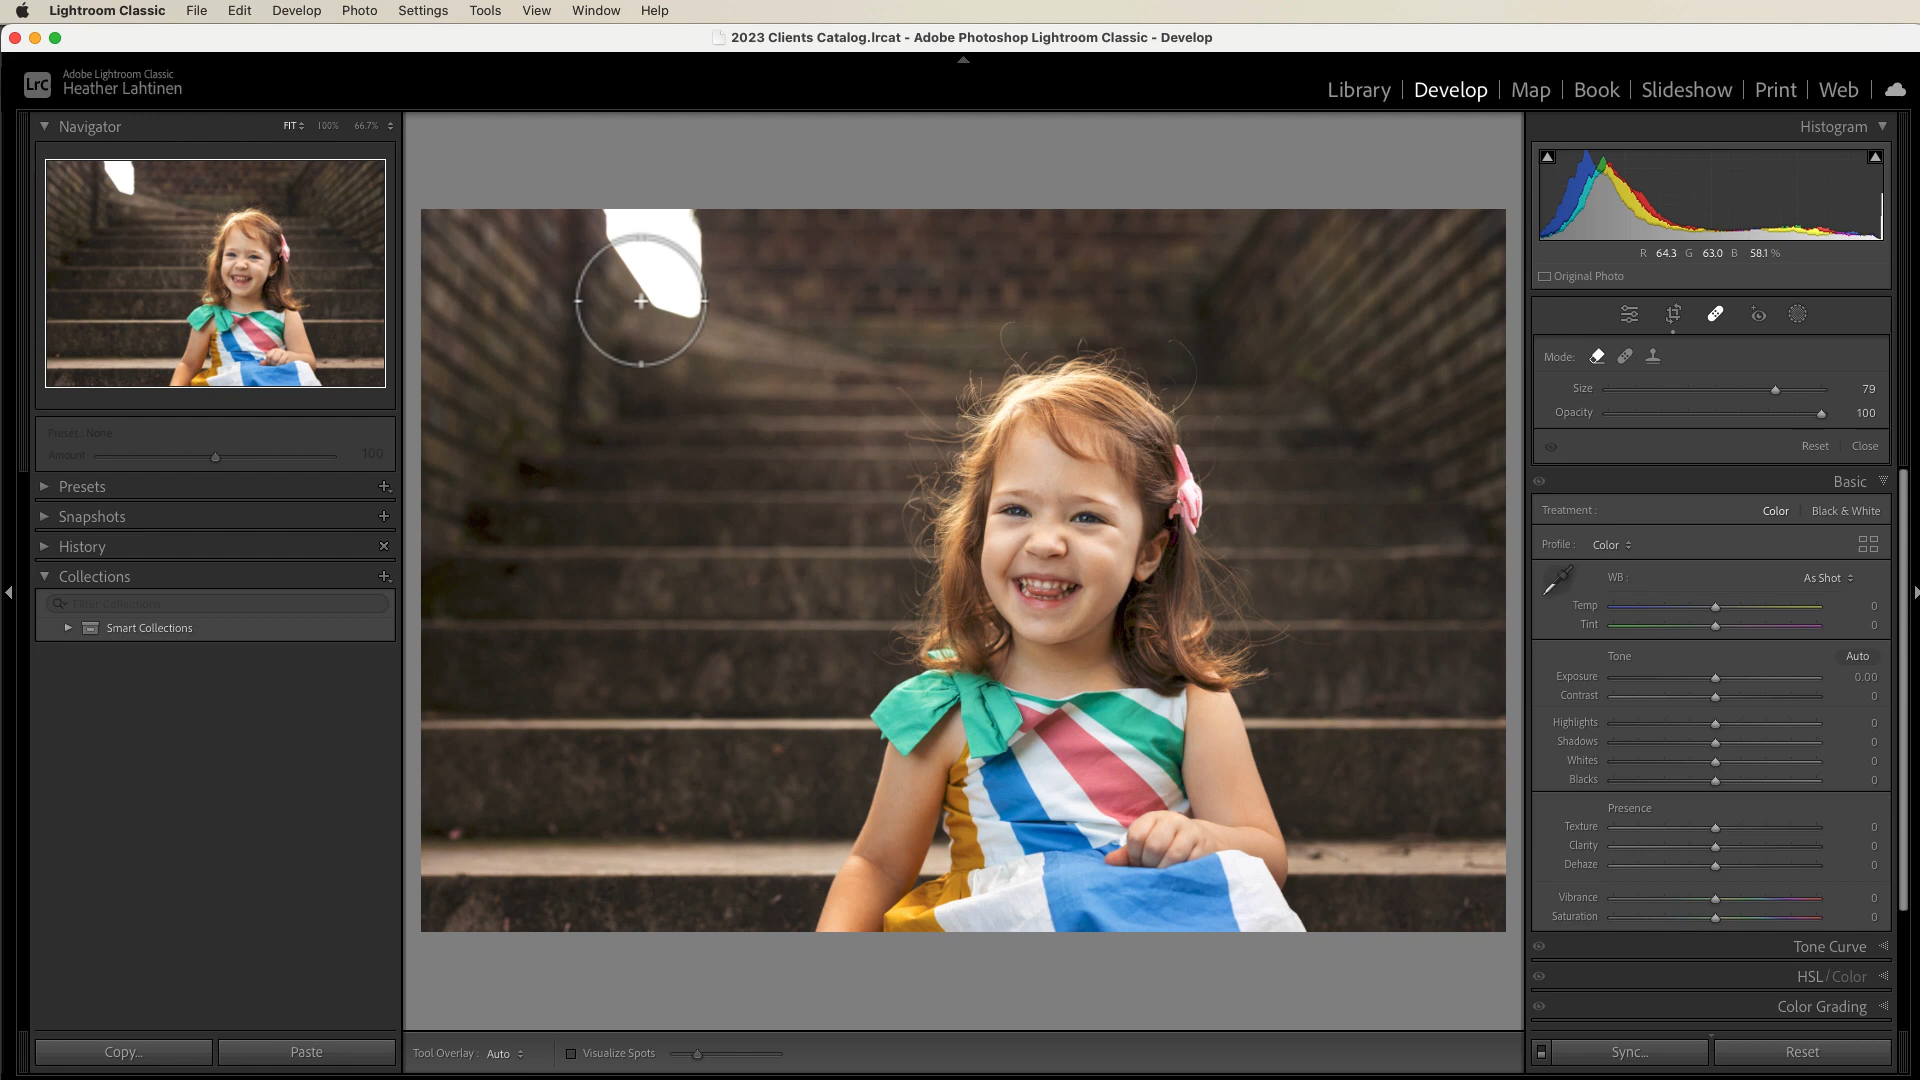 Lightroom Classic File Edit Develop Photo Settings Tools View Window Help
2023 Clients Catalog.lrcat - Adobe Photoshop Lightroom Classic - Develop
LrC
Adobe Lightroom Classic
Heather Lahtinen
Library Develop Map Book Slideshow Print Web
Navigator
FIT 100% 66.7%
Preset : None
Amount 100
Presets
Snapshots
History
Collections
Filter Collections
Smart Collections
Copy... Paste
Tool Overlay : Auto Visualize Spots
Histogram
R 64.3 G 63.0 B 58.1 %
Original Photo
Mode:
Size 79
Opacity 100
Reset Close
Basic
Treatment : Color Black & White
Profile : Color
WB : As Shot
Temp 0
Tint 0
Tone Auto
Exposure 0.00
Contrast 0
Highlights 0
Shadows 0
Whites 0
Blacks 0
Presence
Texture 0
Clarity 0
Dehaze 0
Vibrance 0
Saturation 0
Tone Curve
HSL / Color
Color Grading
Sync... Reset